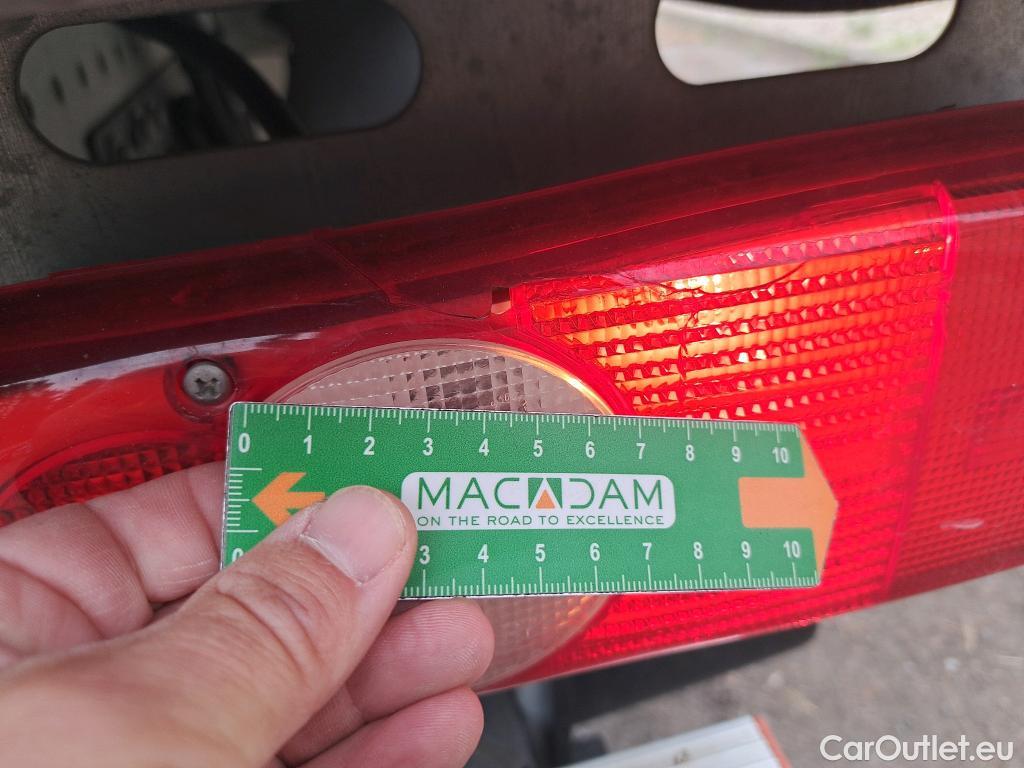 0 1 2 3 4 5 6 7 8 9 10
MACADAM
ON THE ROAD TO EXCELLENCE
0 3 4 5 6 7 8 9 10
CarOutlet.eu